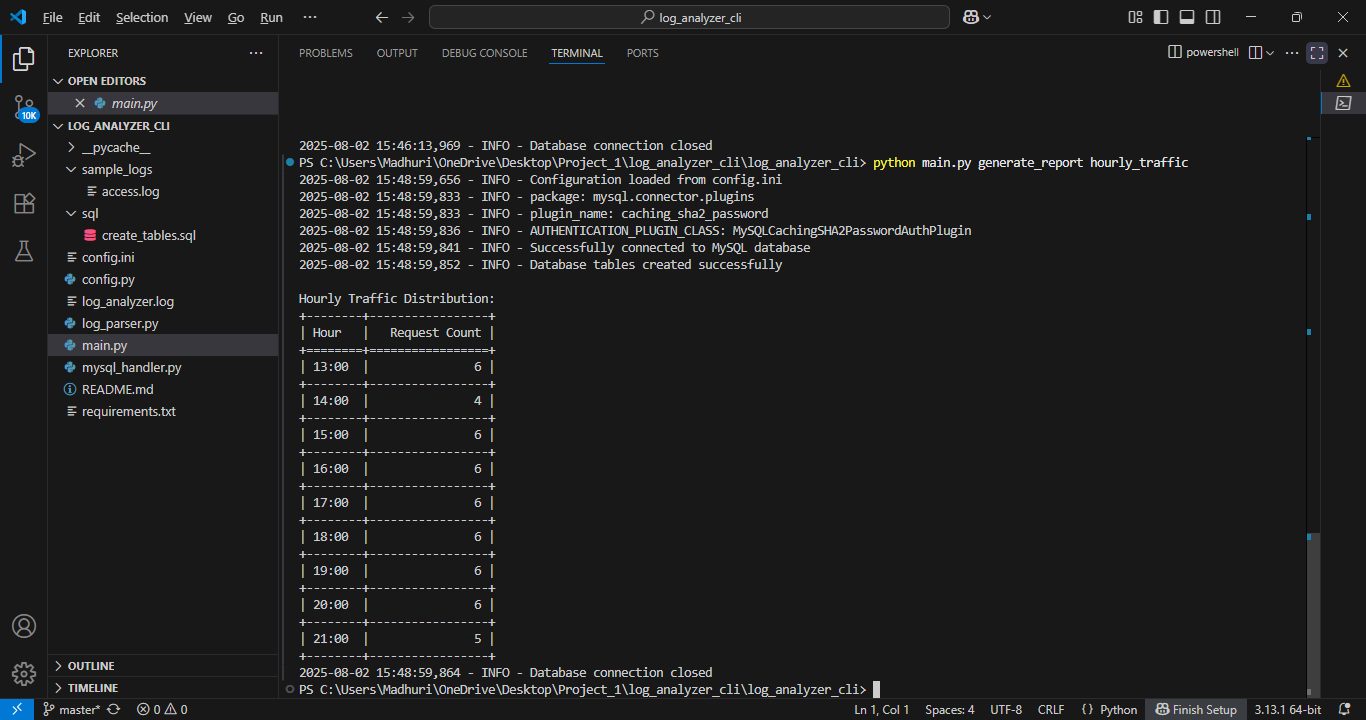 File Edit Selection View Go Run ··· log_analyzer_cli
EXPLORER ···
OPEN EDITORS
main.py
LOG_ANALYZER_CLI
__pycache__
sample_logs
access.log
sql
create_tables.sql
config.ini
config.py
log_analyzer.log
log_parser.py
main.py
mysql_handler.py
README.md
requirements.txt
OUTLINE
TIMELINE
10K
PROBLEMS OUTPUT DEBUG CONSOLE TERMINAL PORTS powershell ···
2025-08-02 15:46:13,969 - INFO - Database connection closed
PS C:\Users\Madhuri\OneDrive\Desktop\Project_1\log_analyzer_cli\log_analyzer_cli> python main.py generate_report hourly_traffic
2025-08-02 15:48:59,656 - INFO - Configuration loaded from config.ini
2025-08-02 15:48:59,833 - INFO - package: mysql.connector.plugins
2025-08-02 15:48:59,833 - INFO - plugin_name: caching_sha2_password
2025-08-02 15:48:59,836 - INFO - AUTHENTICATION_PLUGIN_CLASS: MySQLCachingSHA2PasswordAuthPlugin
2025-08-02 15:48:59,841 - INFO - Successfully connected to MySQL database
2025-08-02 15:48:59,852 - INFO - Database tables created successfully
Hourly Traffic Distribution:
+--------+-----------------+
| Hour   |   Request Count |
+========+=================+
| 13:00  |               6 |
+--------+-----------------+
| 14:00  |               4 |
+--------+-----------------+
| 15:00  |               6 |
+--------+-----------------+
| 16:00  |               6 |
+--------+-----------------+
| 17:00  |               6 |
+--------+-----------------+
| 18:00  |               6 |
+--------+-----------------+
| 19:00  |               6 |
+--------+-----------------+
| 20:00  |               6 |
+--------+-----------------+
| 21:00  |               5 |
+--------+-----------------+
2025-08-02 15:48:59,864 - INFO - Database connection closed
PS C:\Users\Madhuri\OneDrive\Desktop\Project_1\log_analyzer_cli\log_analyzer_cli>
master* 0 0 Ln 1, Col 1 Spaces: 4 UTF-8 CRLF {} Python Finish Setup 3.13.1 64-bit